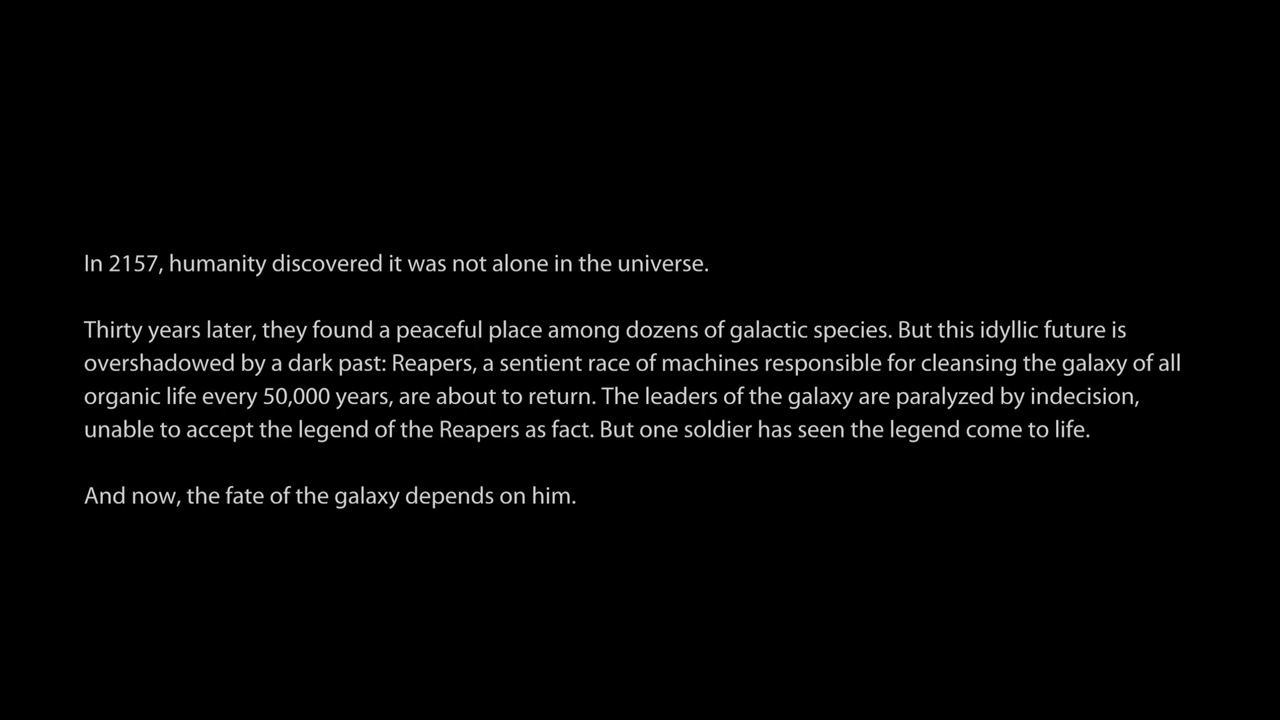 In 2157, humanity discovered it was not alone in the universe.
Thirty years later, they found a peaceful place among dozens of galactic species. But this idyllic future is
overshadowed by a dark past: Reapers, a sentient race of machines responsible for cleansing the galaxy of all
organic life every 50,000 years, are about to return. The leaders of the galaxy are paralyzed by indecision,
unable to accept the legend of the Reapers as fact. But one soldier has seen the legend come to life.
And now, the fate of the galaxy depends on him.